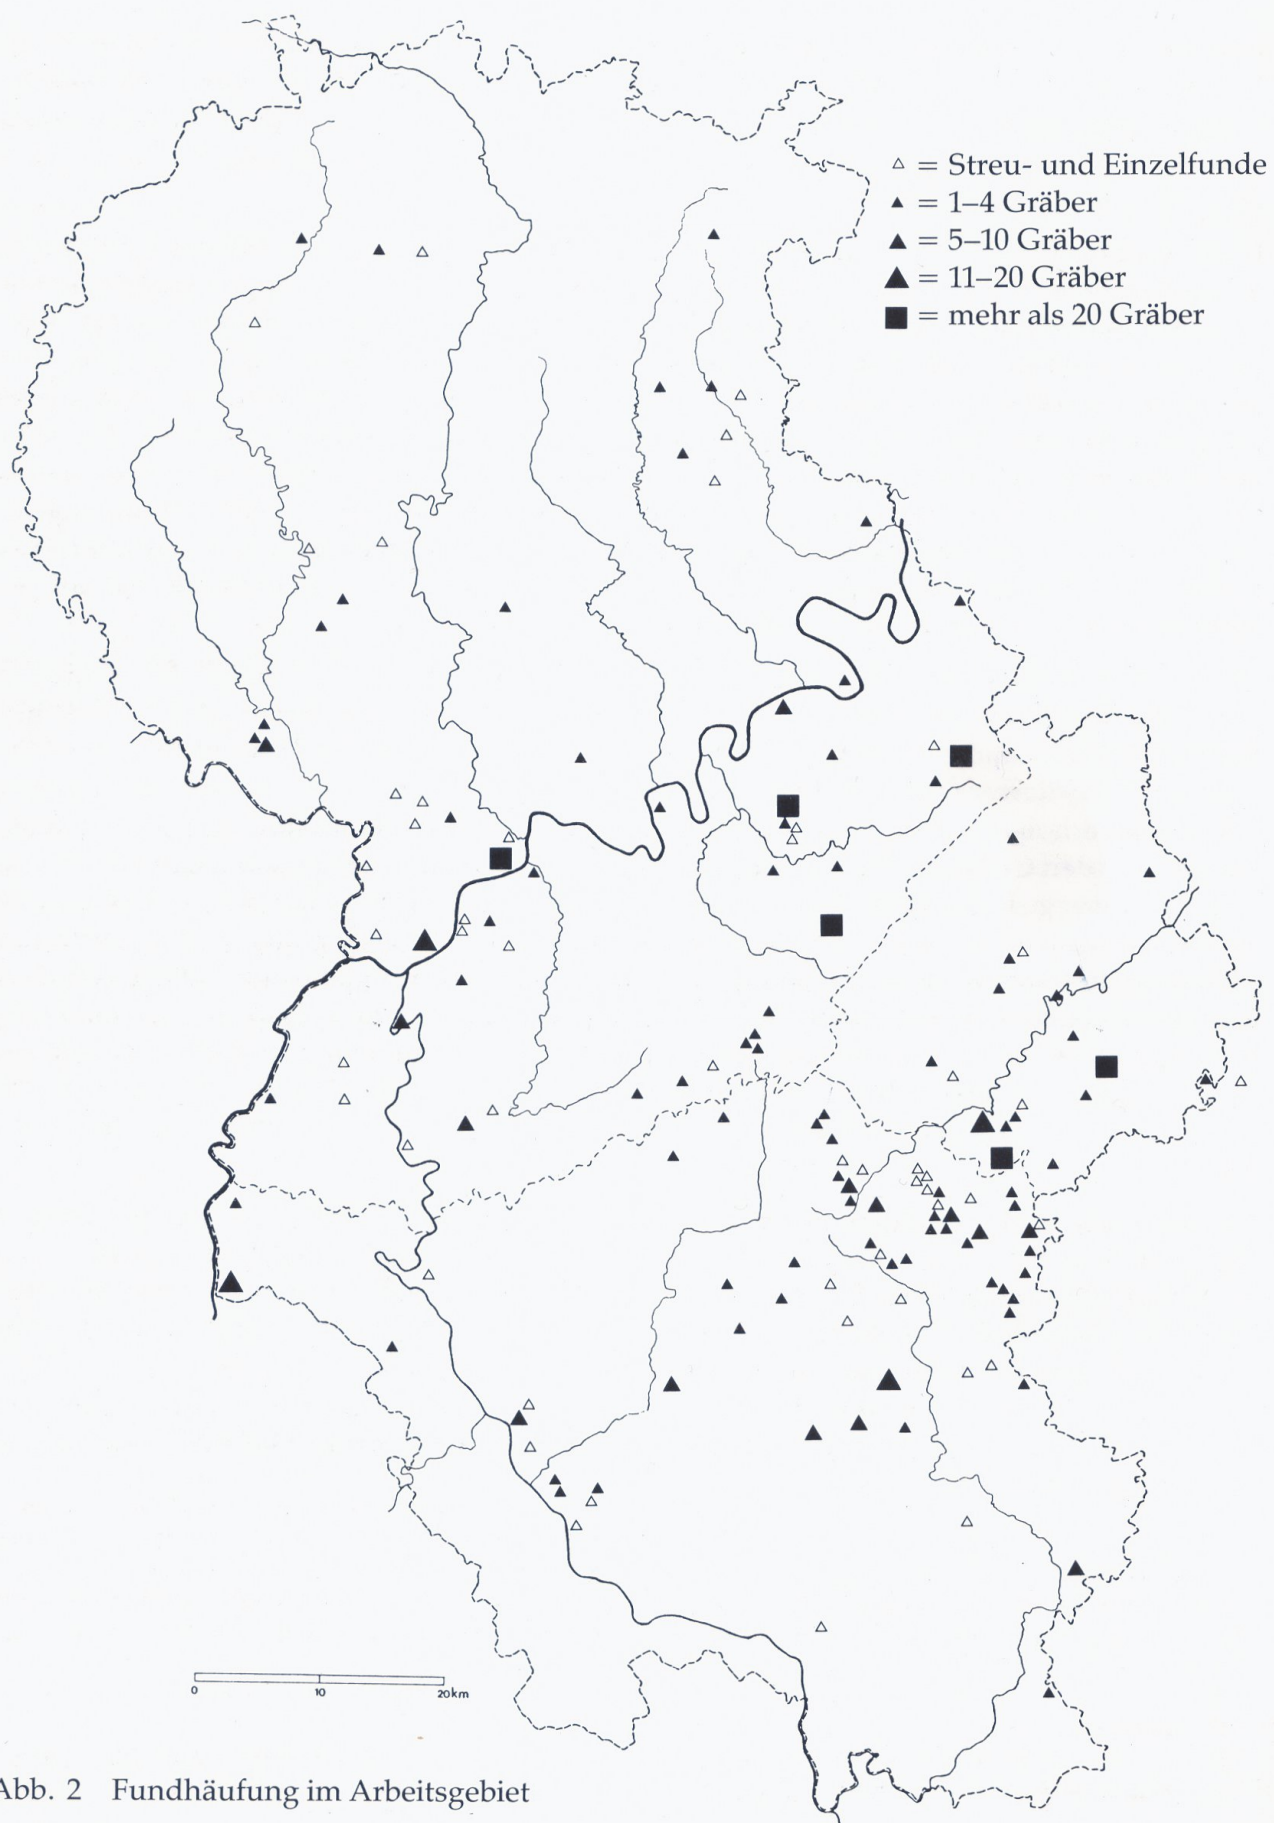 △ = Streu- und Einzelfunde
▲ = 1–4 Gräber
▲ = 5–10 Gräber
▲ = 11–20 Gräber
■ = mehr als 20 Gräber
0 10 20km
Abb. 2 Fundhäufung im Arbeitsgebiet